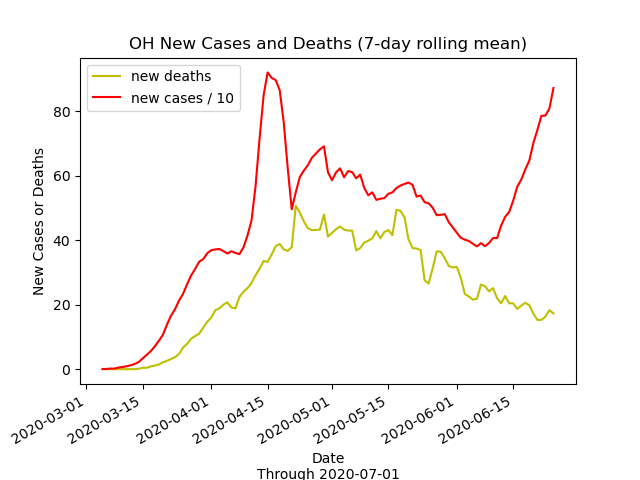 OH New Cases and Deaths (7-day rolling mean)
new deaths
new cases / 10
New Cases or Deaths
80
60
40
20
0
2020-03-01
2020-03-15
2020-04-01
2020-04-15
2020-05-01
2020-05-15
2020-06-01
2020-06-15
Date
Through 2020-07-01